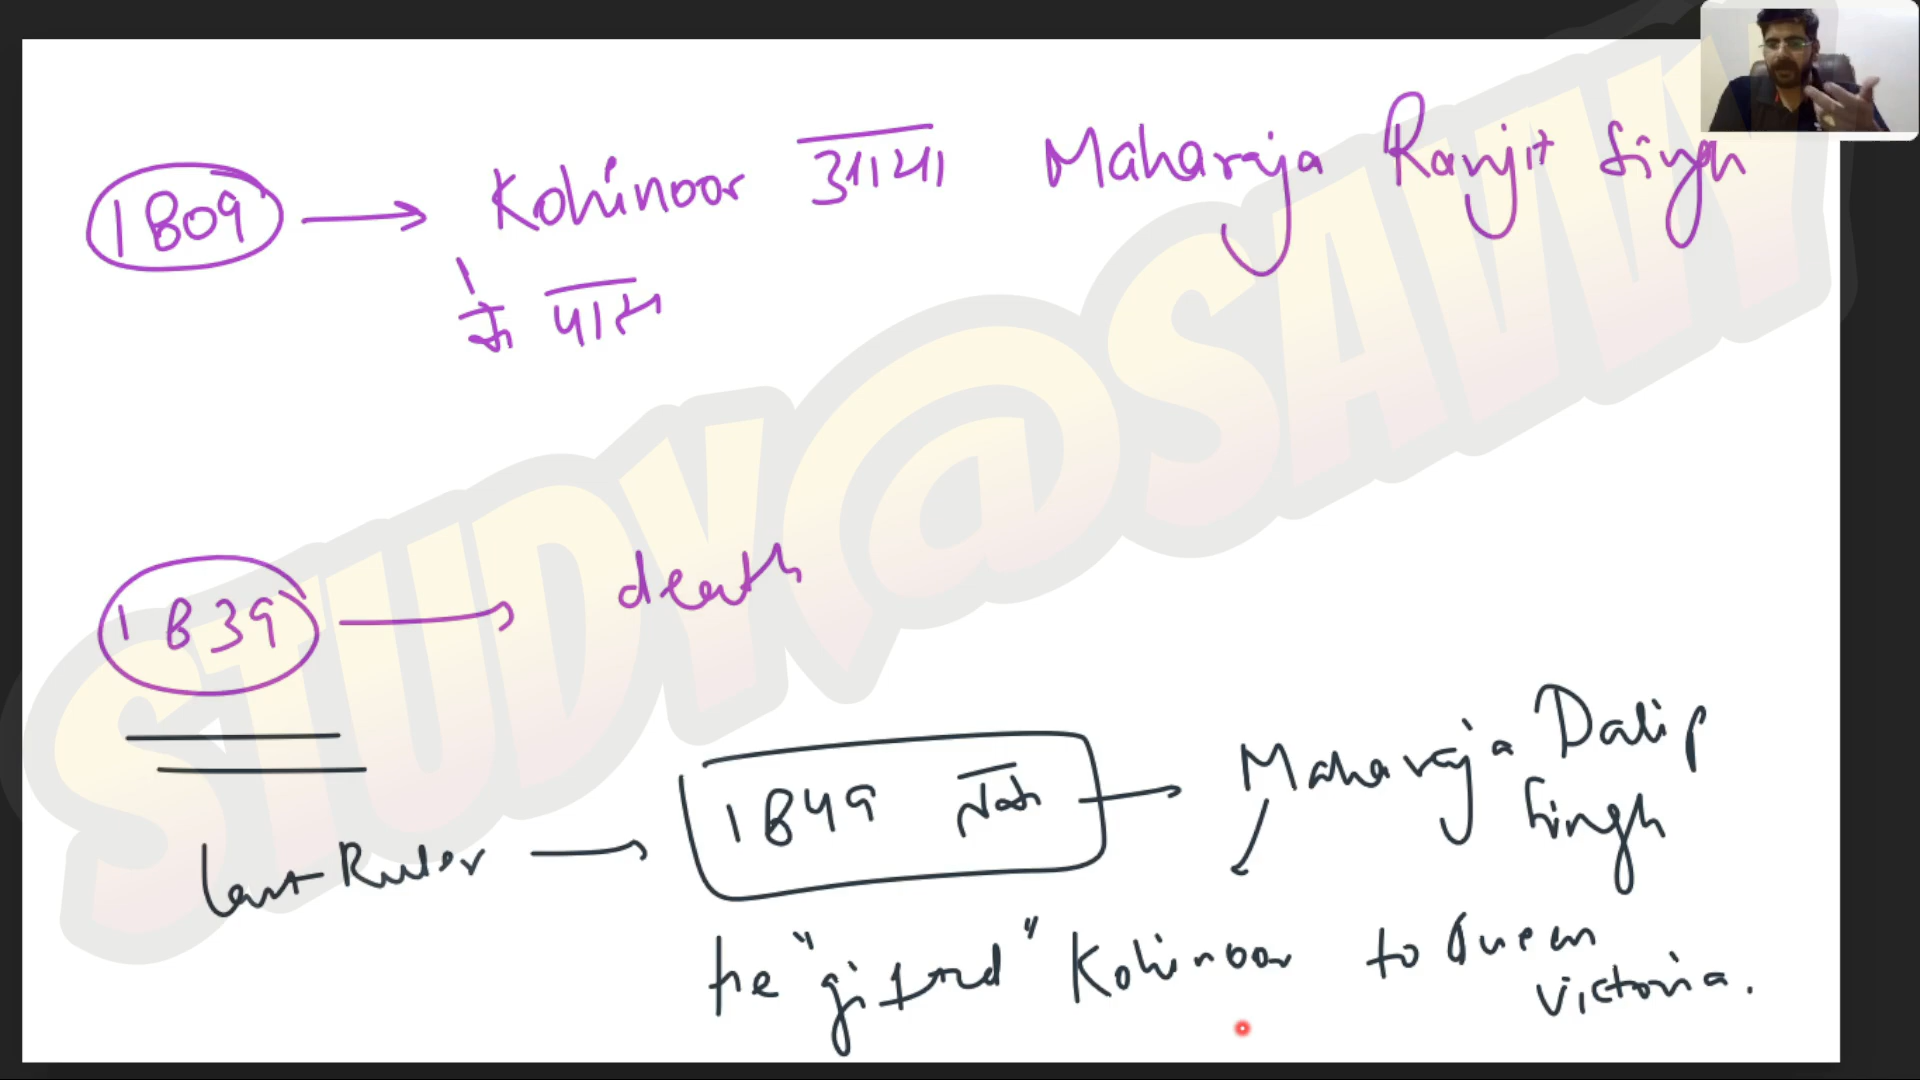 1809 → Kohinoor आया Maharaja Ranjit Singh
के पास
1839 → death
last Ruler → 1849 तक → Maharaja Dalip
Singh
he "gifted" Kohinoor to Queen
Victoria.
STUDY@SAVVY